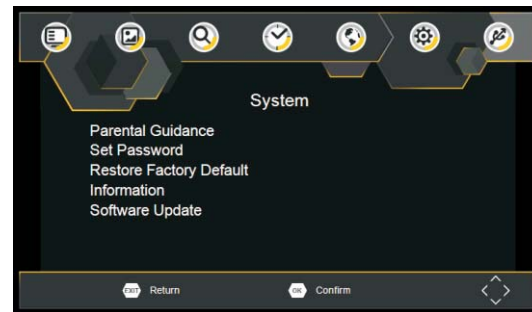 System
Parental Guidance
Set Password
Restore Factory Default
Information
Software Update
EXIT Return
OK Confirm